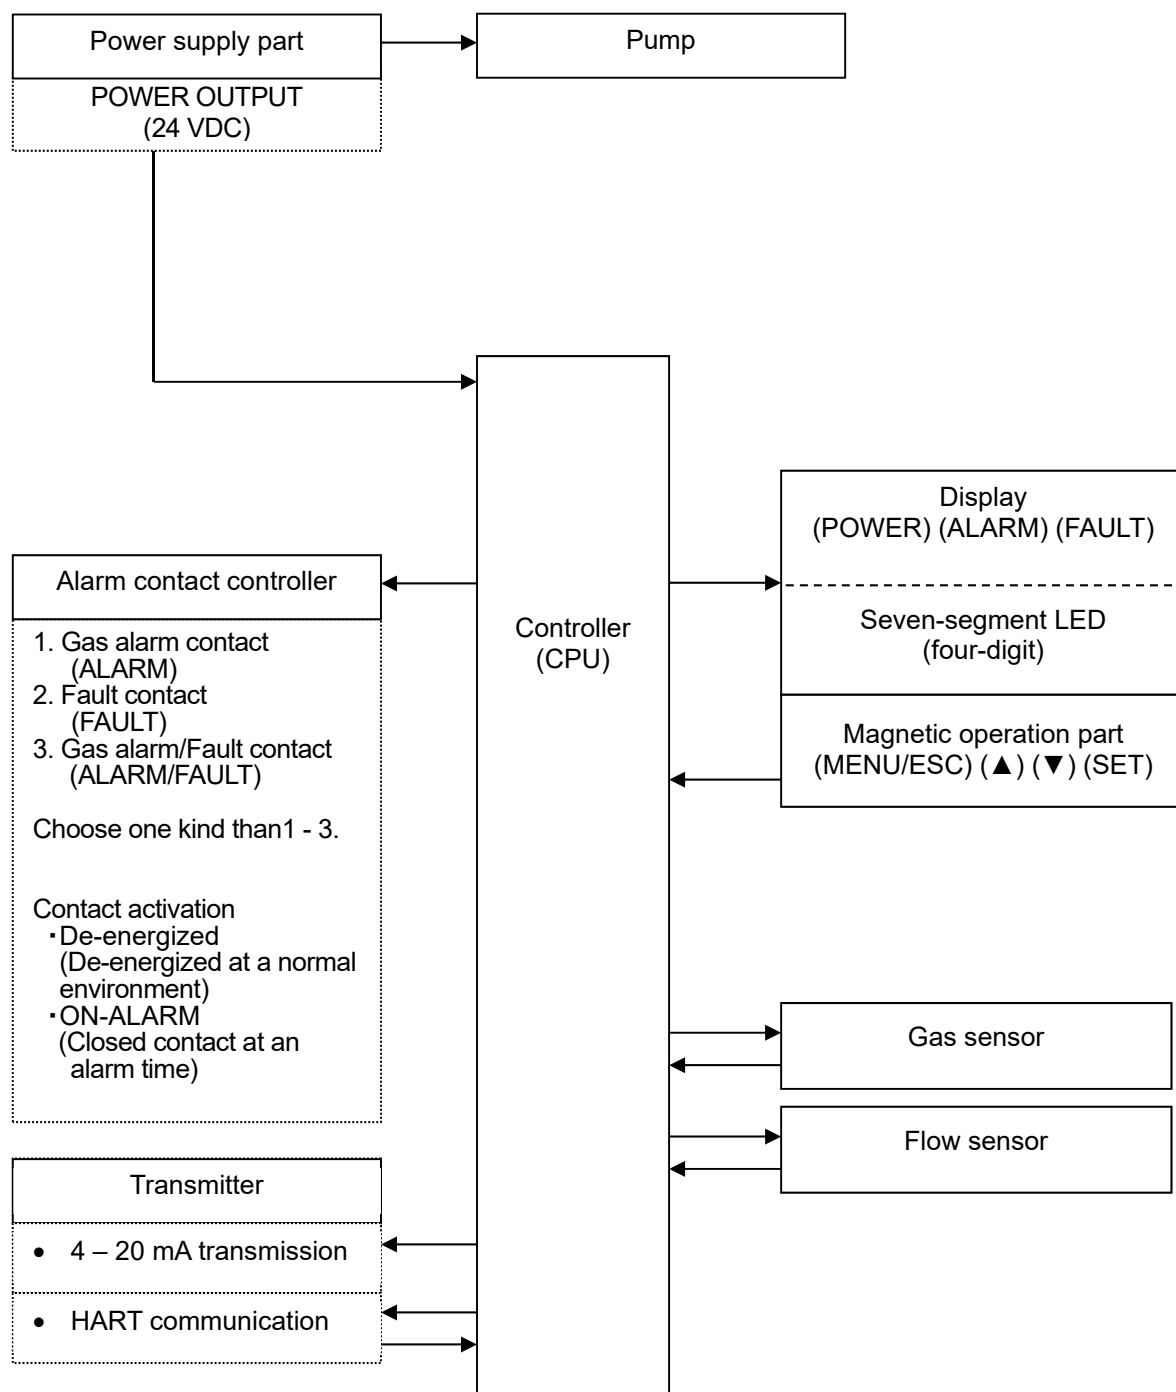 Power supply part
Pump
POWER OUTPUT
(24 VDC)
Controller
(CPU)
Display
(POWER) (ALARM) (FAULT)
Seven-segment LED
(four-digit)
Magnetic operation part
(MENU/ESC) (▲) (▼) (SET)
Alarm contact controller
1. Gas alarm contact
(ALARM)
2. Fault contact
(FAULT)
3. Gas alarm/Fault contact
(ALARM/FAULT)
Choose one kind than1 - 3.
Contact activation
・De-energized
(De-energized at a normal
environment)
・ON-ALARM
(Closed contact at an
alarm time)
Gas sensor
Flow sensor
Transmitter
• 4 – 20 mA transmission
• HART communication